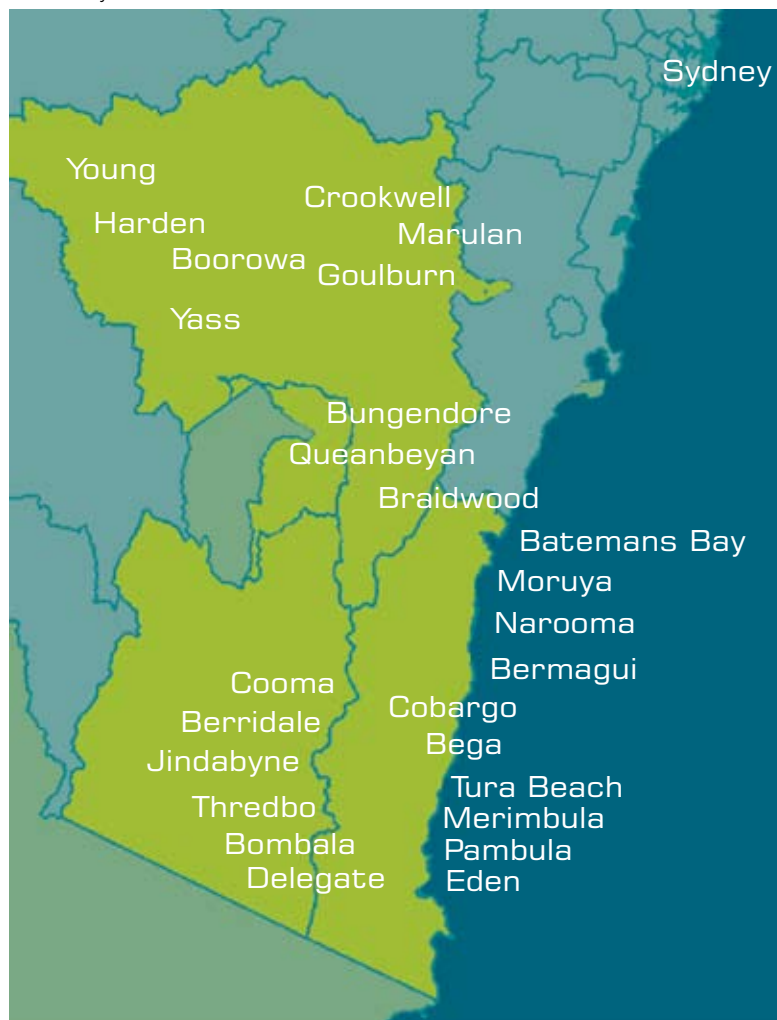 Sydney
Young
Crookwell
Harden
Marulan
Boorowa
Goulburn
Yass
Bungendore
Queanbeyan
Braidwood
Batemans Bay
Moruya
Narooma
Bermagui
Cooma
Cobargo
Berridale
Bega
Jindabyne
Tura Beach
Thredbo
Merimbula
Bombala
Pambula
Delegate
Eden